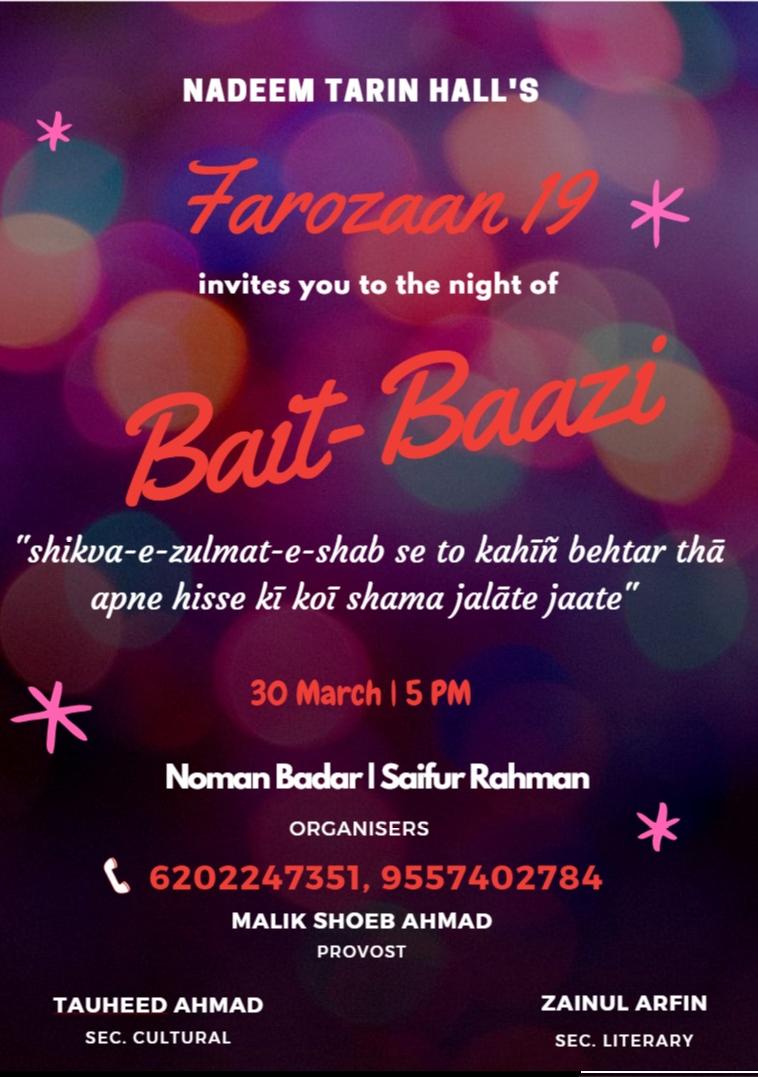 NADEEM TARIN HALL'S
Farozaan 19
invites you to the night of
Bait-Baazi
"shikva-e-zulmat-e-shab se to kahīñ behtar thā
apne hisse kī koī shama jalāte jaate"
30 March | 5 PM
Noman Badar | Saifur Rahman
ORGANISERS
6202247351, 9557402784
MALIK SHOEB AHMAD
PROVOST
TAUHEED AHMAD
SEC. CULTURAL
ZAINUL ARFIN
SEC. LITERARY